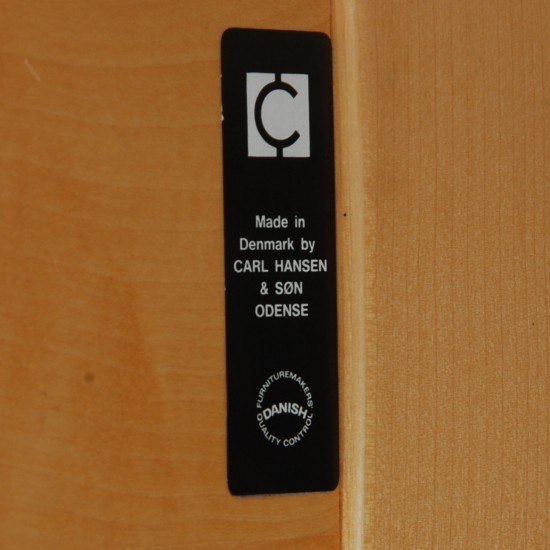 C
Made in
Denmark by
CARL HANSEN
& SØN
ODENSE
FURNITUREMAKERS'
DANISH
QUALITY CONTROL